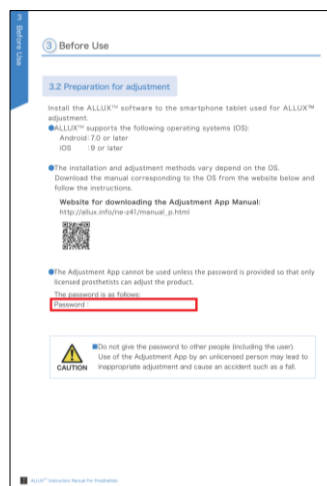 3 Before Use
3 Before Use
3.2 Preparation for adjustment
Install the ALLUX™ software to the smartphone tablet used for ALLUX™
adjustment.
●ALLUX™ supports the following operating systems (OS):
Android: 7.0 or later
iOS : 9 or later
●The installation and adjustment methods vary depend on the OS.
Download the manual corresponding to the OS from the website below and
follow the instructions.
Website for downloading the Adjustment App Manual:
http://allux.info/ne-z41/manual_p.html
●The Adjustment App cannot be used unless the password is provided so that only
licensed prosthetists can adjust the product.
The password is as follows:
Password :
CAUTION
■Do not give the password to other people (including the user).
Use of the Adjustment App by an unlicensed person may lead to
inappropriate adjustment and cause an accident such as a fall.
ALLUX™ Instruction Manual For Prosthetists